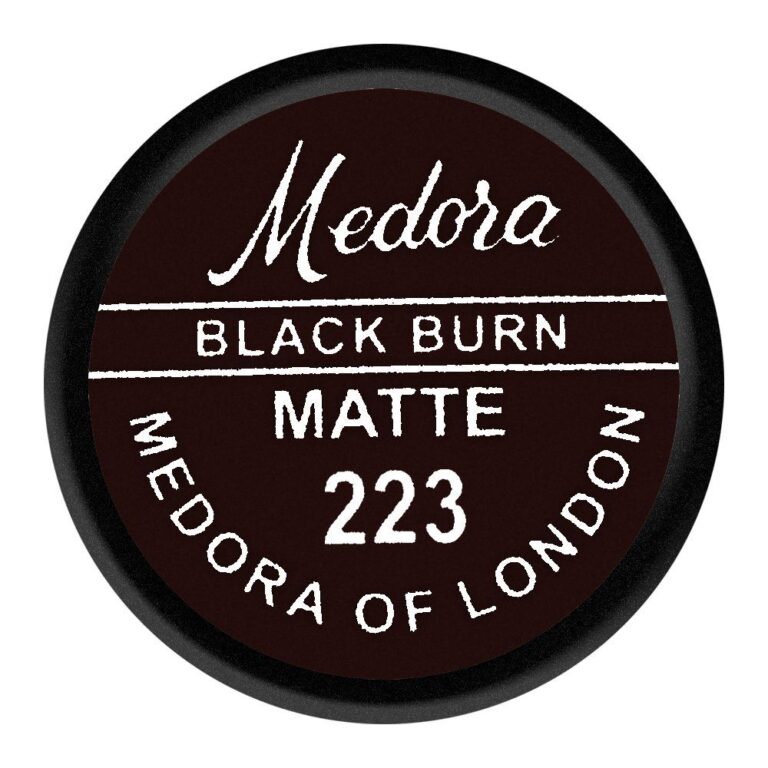 Medora
BLACK BURN
MATTE
223
MEDORA OF LONDON